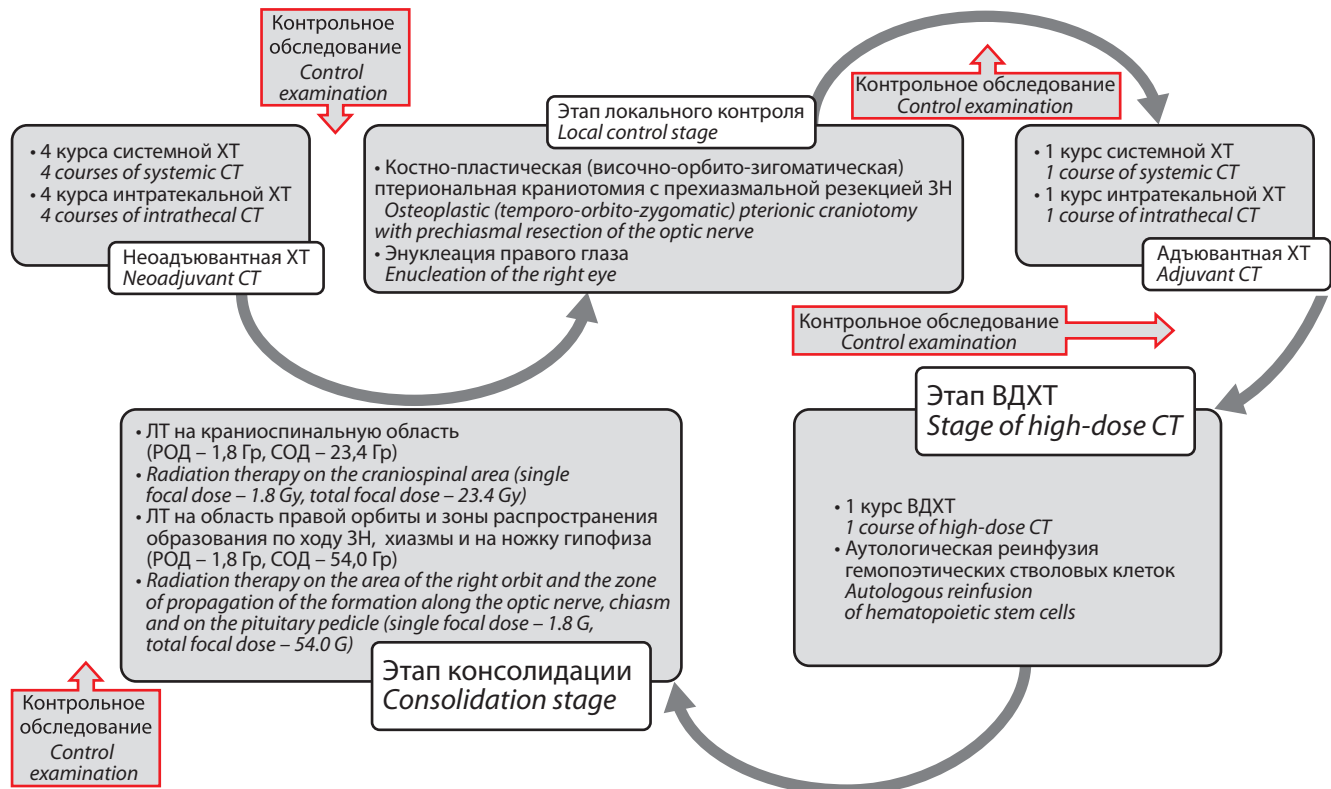 Контрольное
обследование
Control
examination
• 4 курса системной ХТ
4 courses of systemic CT
• 4 курса интратекальной ХТ
4 courses of intrathecal CT
Неоадъювантная ХТ
Neoadjuvant CT
Этап локального контроля
Local control stage
• Костно-пластическая (височно-орбито-зигоматическая)
птериональная краниотомия с прехиазмальной резекцией ЗН
Osteoplastic (temporo-orbito-zygomatic) pterionic craniotomy
with prechiasmal resection of the optic nerve
• Энуклеация правого глаза
Enucleation of the right eye
Контрольное обследование
Control examination
• 1 курс системной ХТ
1 course of systemic CT
• 1 курс интратекальной ХТ
1 course of intrathecal CT
Адъювантная ХТ
Adjuvant CT
Контрольное обследование
Control examination
Этап ВДХТ
Stage of high-dose CT
• 1 курс ВДХТ
1 course of high-dose CT
• Аутологическая реинфузия
гемопоэтических стволовых клеток
Autologous reinfusion
of hematopoietic stem cells
• ЛТ на краниоспинальную область
(РОД – 1,8 Гр, СОД – 23,4 Гр)
• Radiation therapy on the craniospinal area (single
focal dose – 1.8 Gy, total focal dose – 23.4 Gy)
• ЛТ на область правой орбиты и зоны распространения
образования по ходу ЗН, хиазмы и на ножку гипофиза
(РОД – 1,8 Гр, СОД – 54,0 Гр)
• Radiation therapy on the area of the right orbit and the zone
of propagation of the formation along the optic nerve, chiasm
and on the pituitary pedicle (single focal dose – 1.8 G,
total focal dose – 54.0 G)
Этап консолидации
Consolidation stage
Контрольное
обследование
Control
examination